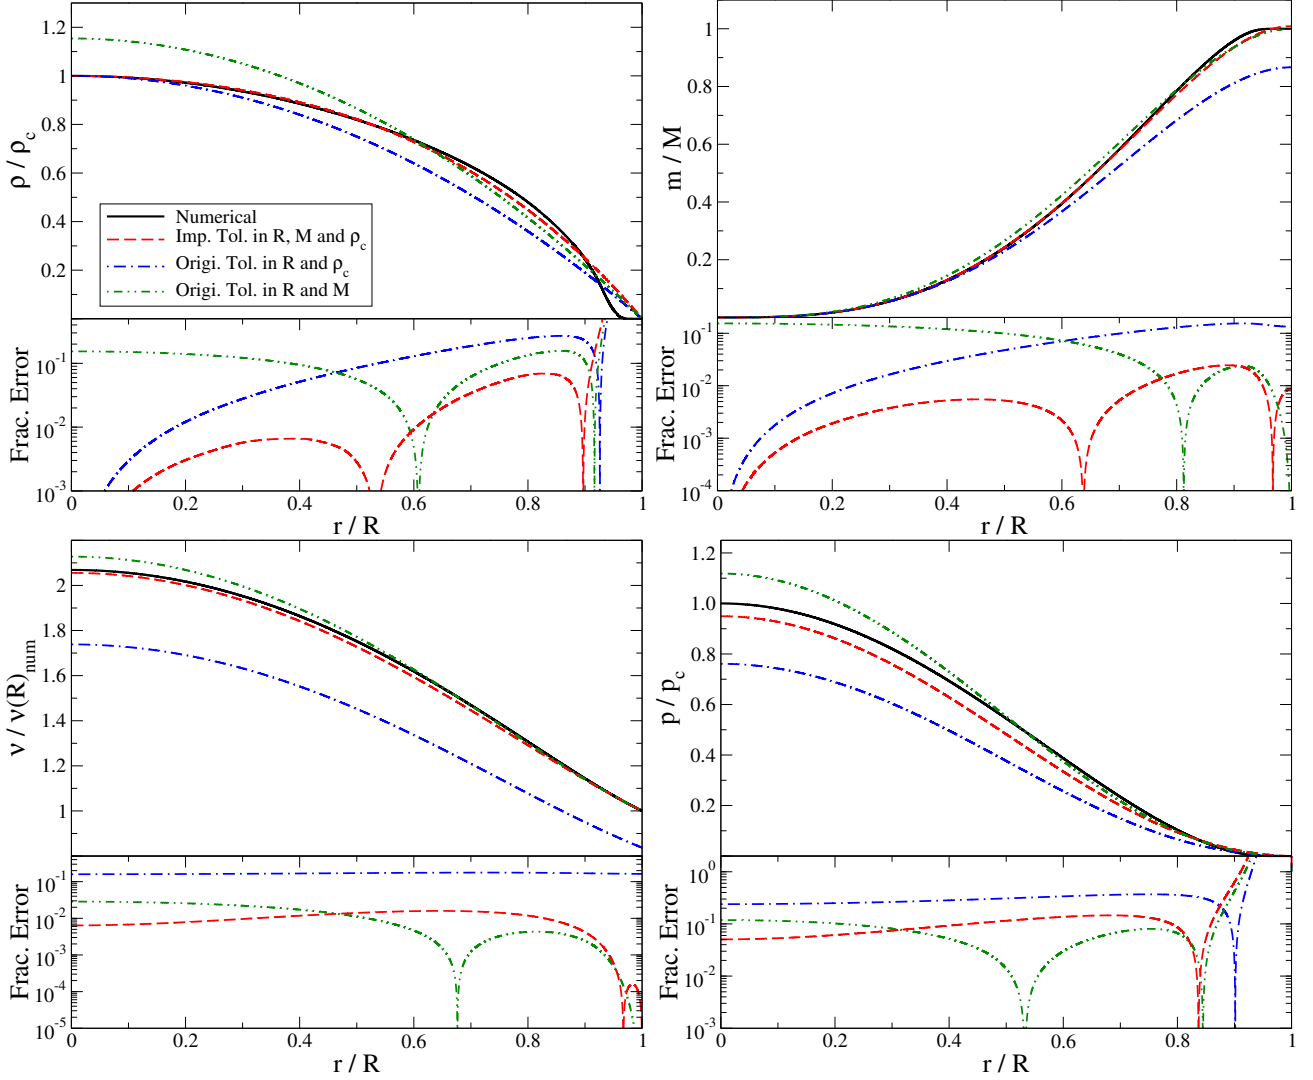 1.2
1
0.8
0.6
0.4
0.2
ρ / ρ_c
Numerical
Imp. Tol. in R, M and ρ_c
Origi. Tol. in R and ρ_c
Origi. Tol. in R and M
10^-1
10^-2
10^-3
Frac. Error
0 0.2 0.4 0.6 0.8 1
r / R
1
0.8
0.6
0.4
0.2
0
m / M
10^-1
10^-2
10^-3
10^-4
Frac. Error
0 0.2 0.4 0.6 0.8 1
r / R
2
1.8
1.6
1.4
1.2
1
ν / ν(R)_num
10^-1
10^-2
10^-3
10^-4
10^-5
Frac. Error
0 0.2 0.4 0.6 0.8 1
r / R
1.2
1.0
0.8
0.6
0.4
0.2
p / p_c
10^0
10^-1
10^-2
10^-3
Frac. Error
0 0.2 0.4 0.6 0.8 1
r / R